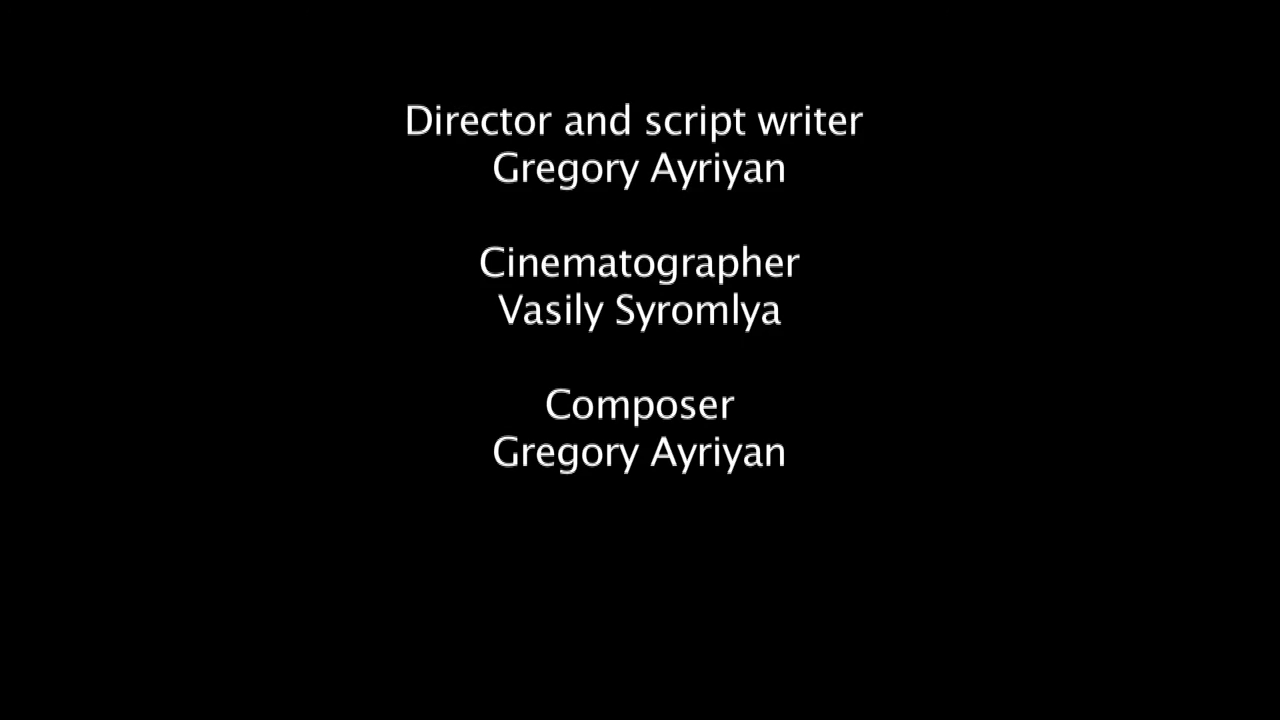 Director and script writer
Gregory Ayriyan
Cinematographer
Vasily Syromlya
Composer
Gregory Ayriyan